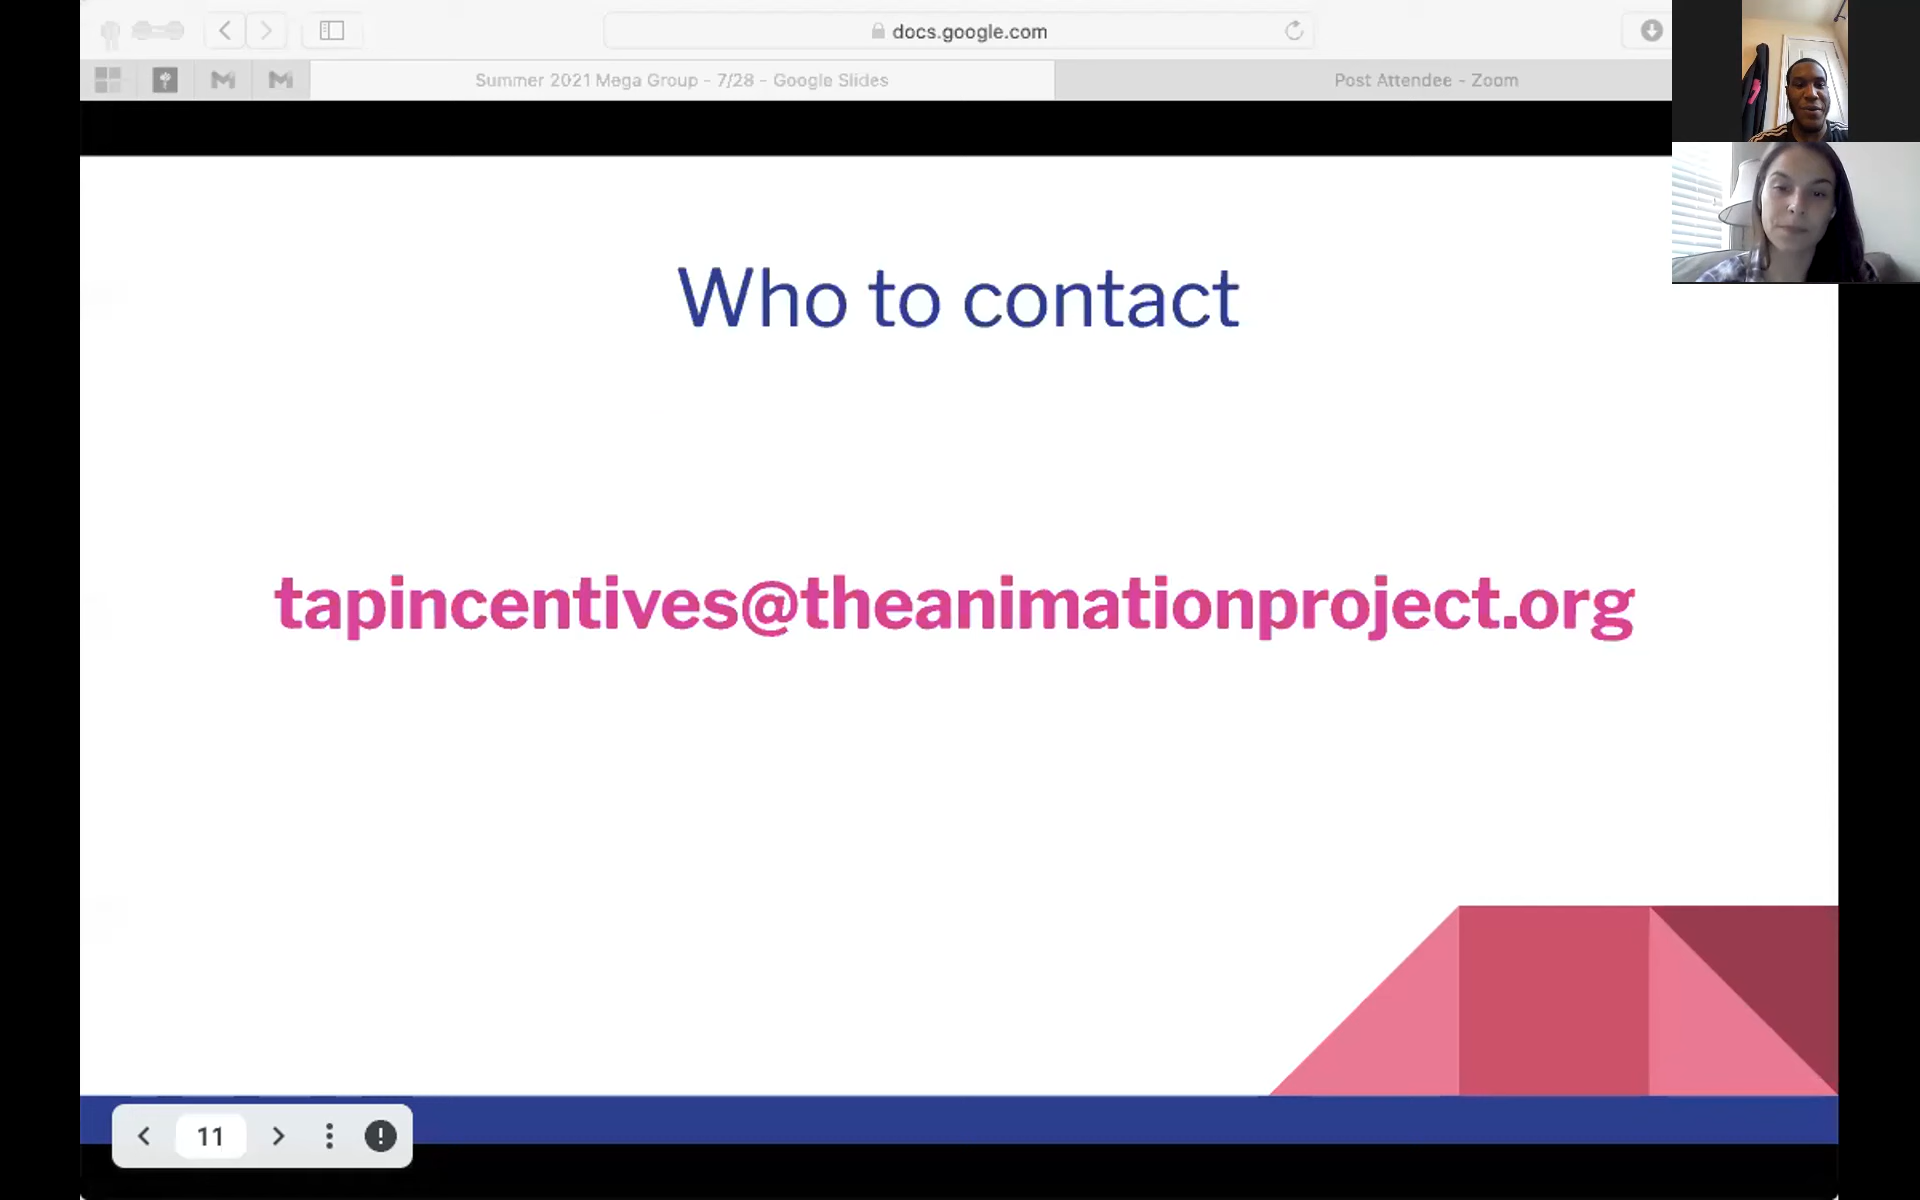 docs.google.com
Summer 2021 Mega Group - 7/28 - Google Slides
Post Attendee - Zoom
Who to contact
tapincentives@theanimationproject.org
11